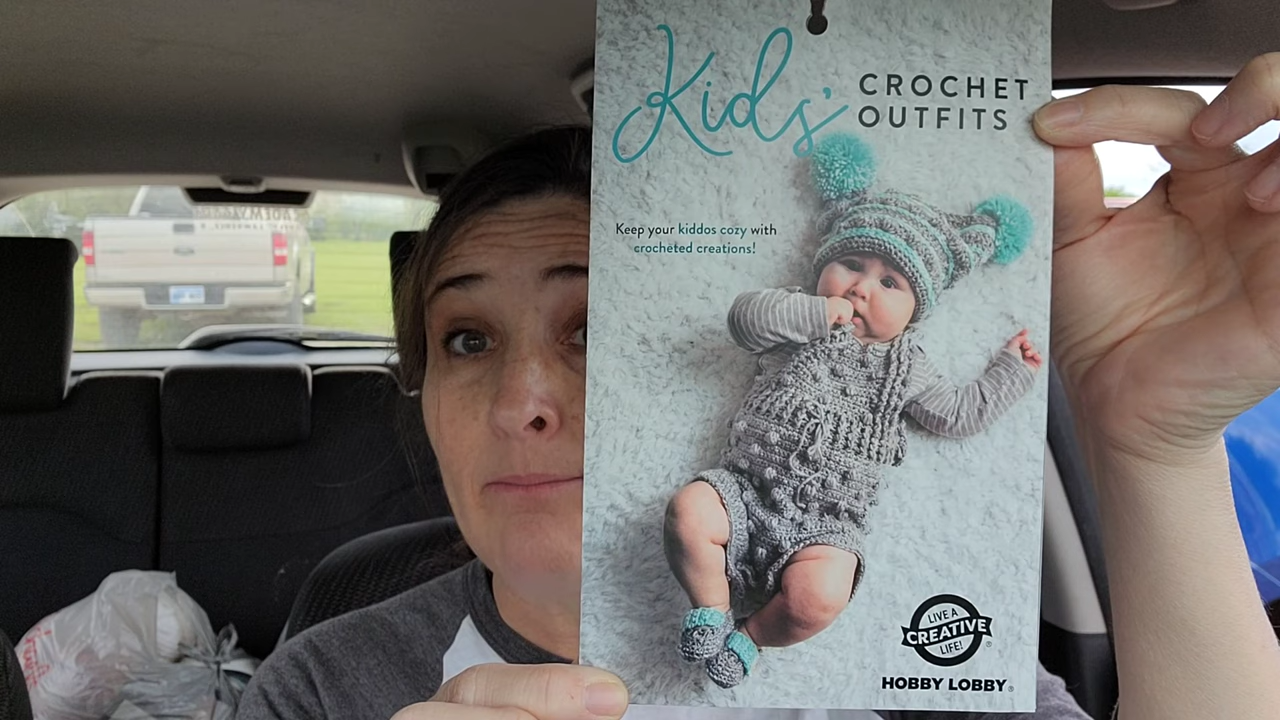 Kids'
CROCHET
OUTFITS
Keep your kiddos cozy with
crocheted creations!
LIVE A
CREATIVE
LIFE!
®
HOBBY LOBBY®